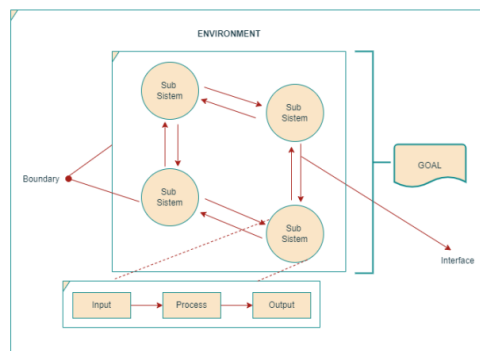 ENVIRONMENT
Sub
Sistem
Sub
Sistem
GOAL
Boundary
Sub
Sistem
Sub
Sistem
Interface
Input
Process
Output